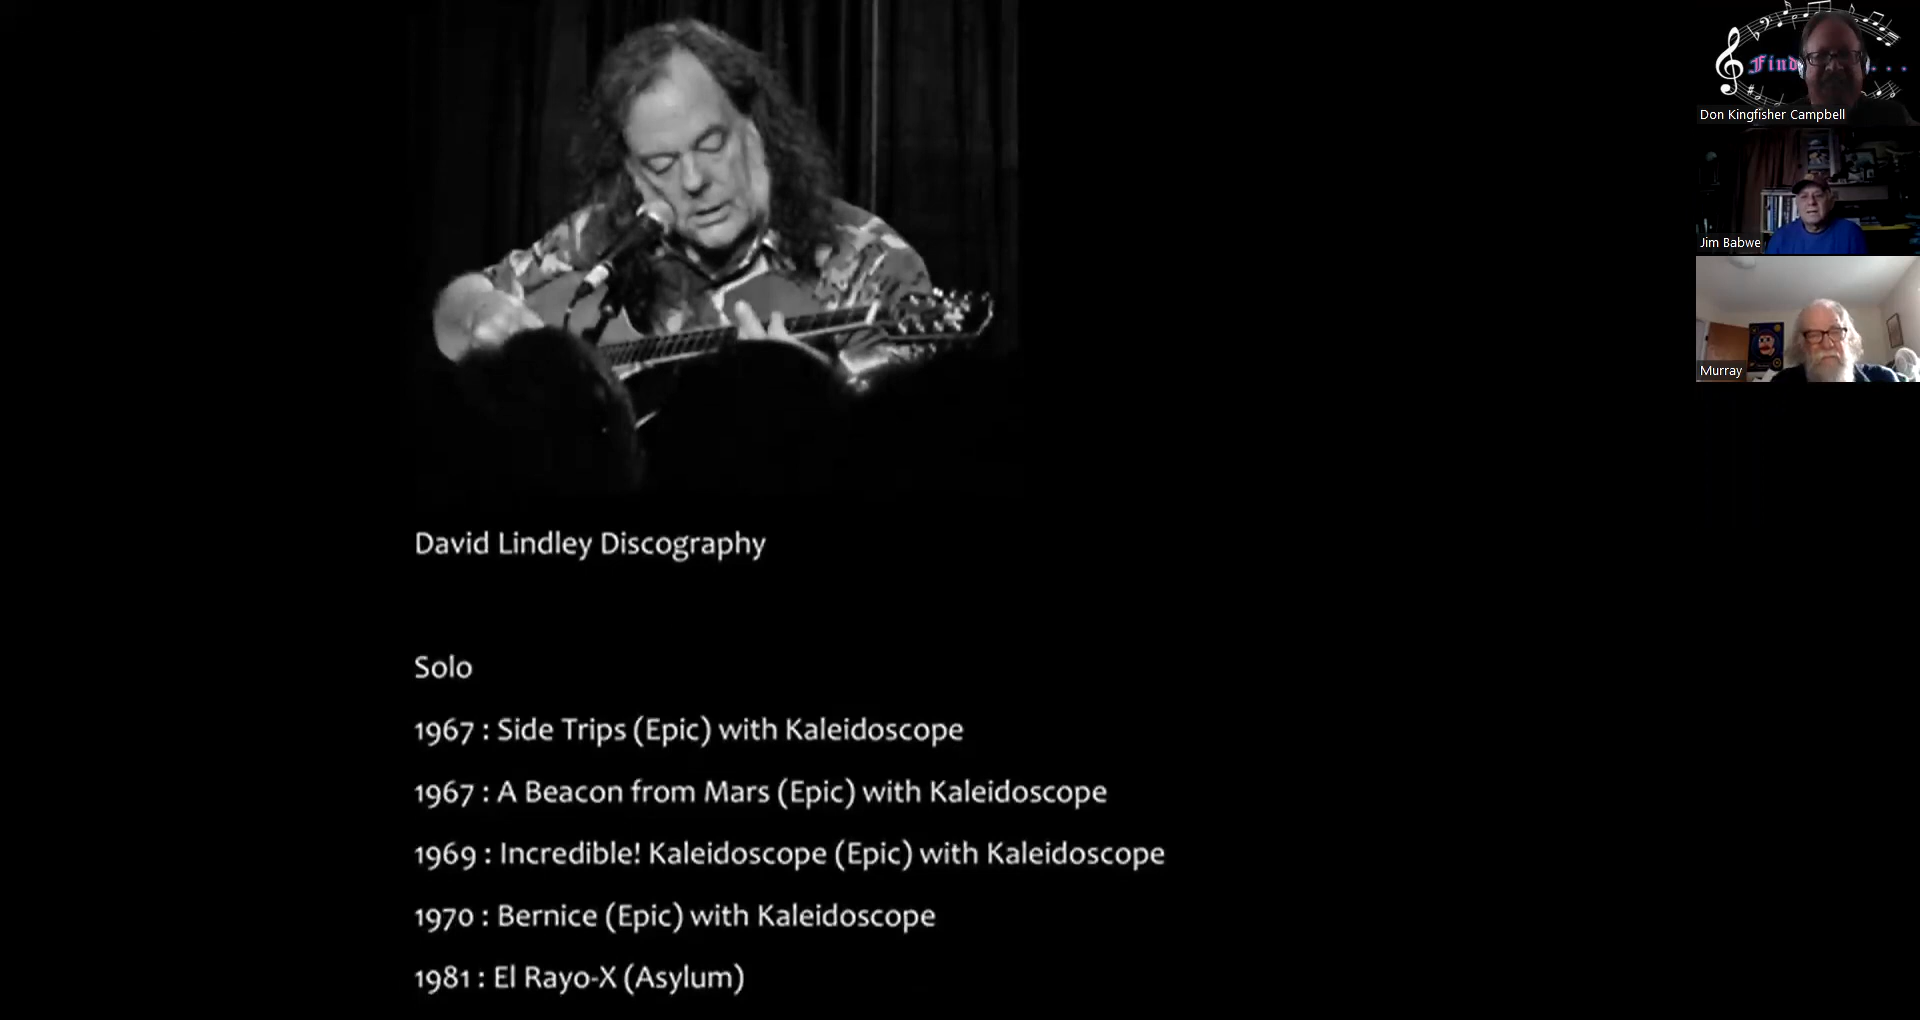 David Lindley Discography
Solo
1967 : Side Trips (Epic) with Kaleidoscope
1967 : A Beacon from Mars (Epic) with Kaleidoscope
1969 : Incredible! Kaleidoscope (Epic) with Kaleidoscope
1970 : Bernice (Epic) with Kaleidoscope
1981 : El Rayo-X (Asylum)
Find
Don Kingfisher Campbell
Jim Babwe
Murray